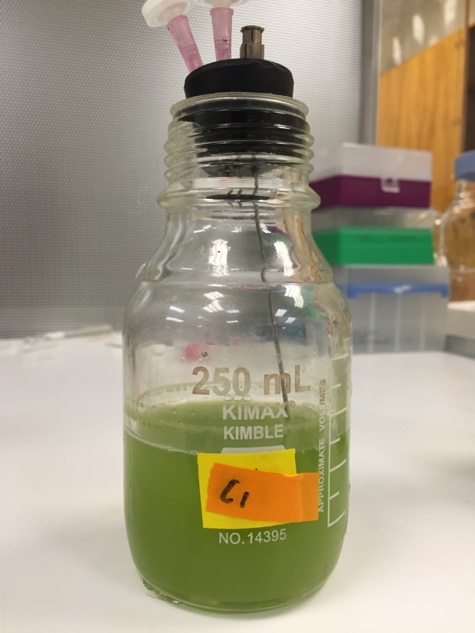 250 mL
KIMAX®
KIMBLE
C1
NO. 14395
APPROXIMATE VOLUMES